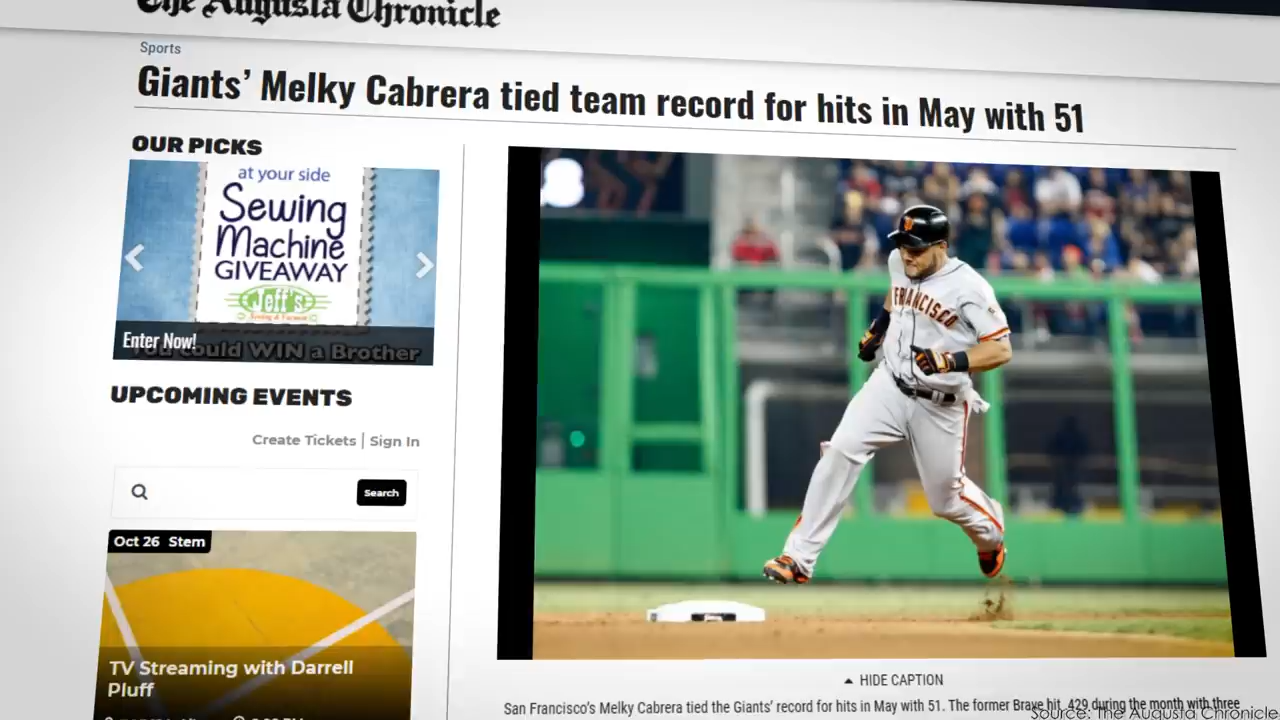 The Augusta Chronicle
Sports
Giants' Melky Cabrera tied team record for hits in May with 51
OUR PICKS
at your side
Sewing
Machine
GIVEAWAY
Jeff's
Enter Now!
You could WIN a Brother
UPCOMING EVENTS
Create Tickets | Sign In
Search
Oct 26 Stem
TV Streaming with Darrell
Pluff
FRANCISCO
HIDE CAPTION
San Francisco's Melky Cabrera tied the Giants' record for hits in May with 51. The former Brave hit .429 during the month with three
Source: The Augusta Chronicle